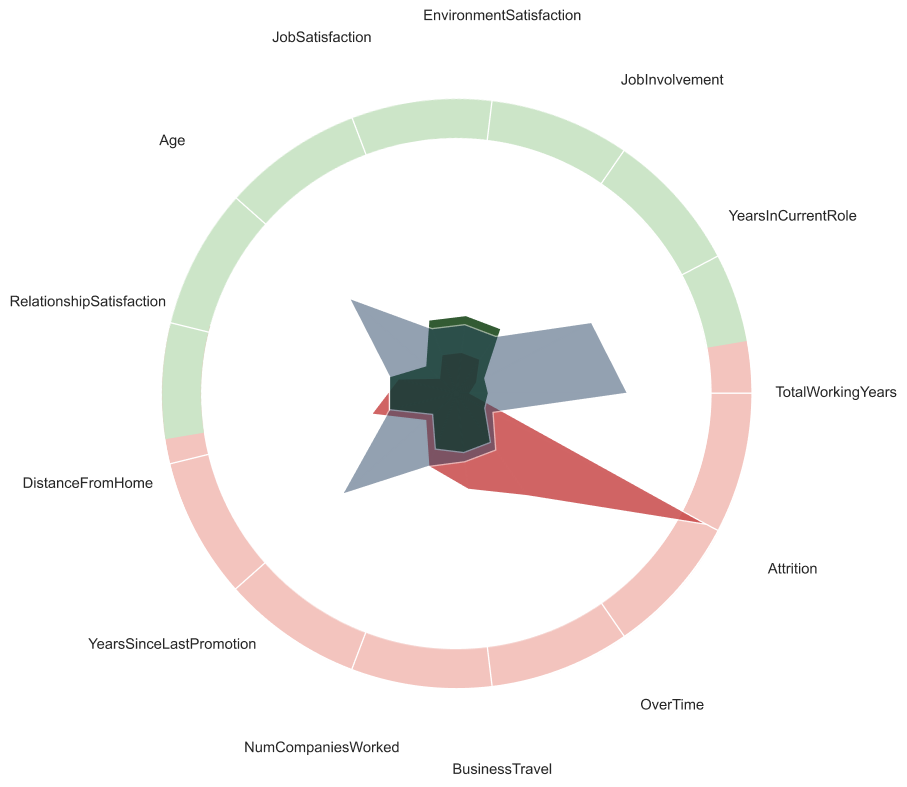 EnvironmentSatisfaction
JobSatisfaction
JobInvolvement
Age
YearsInCurrentRole
RelationshipSatisfaction
TotalWorkingYears
DistanceFromHome
Attrition
YearsSinceLastPromotion
OverTime
NumCompaniesWorked
BusinessTravel